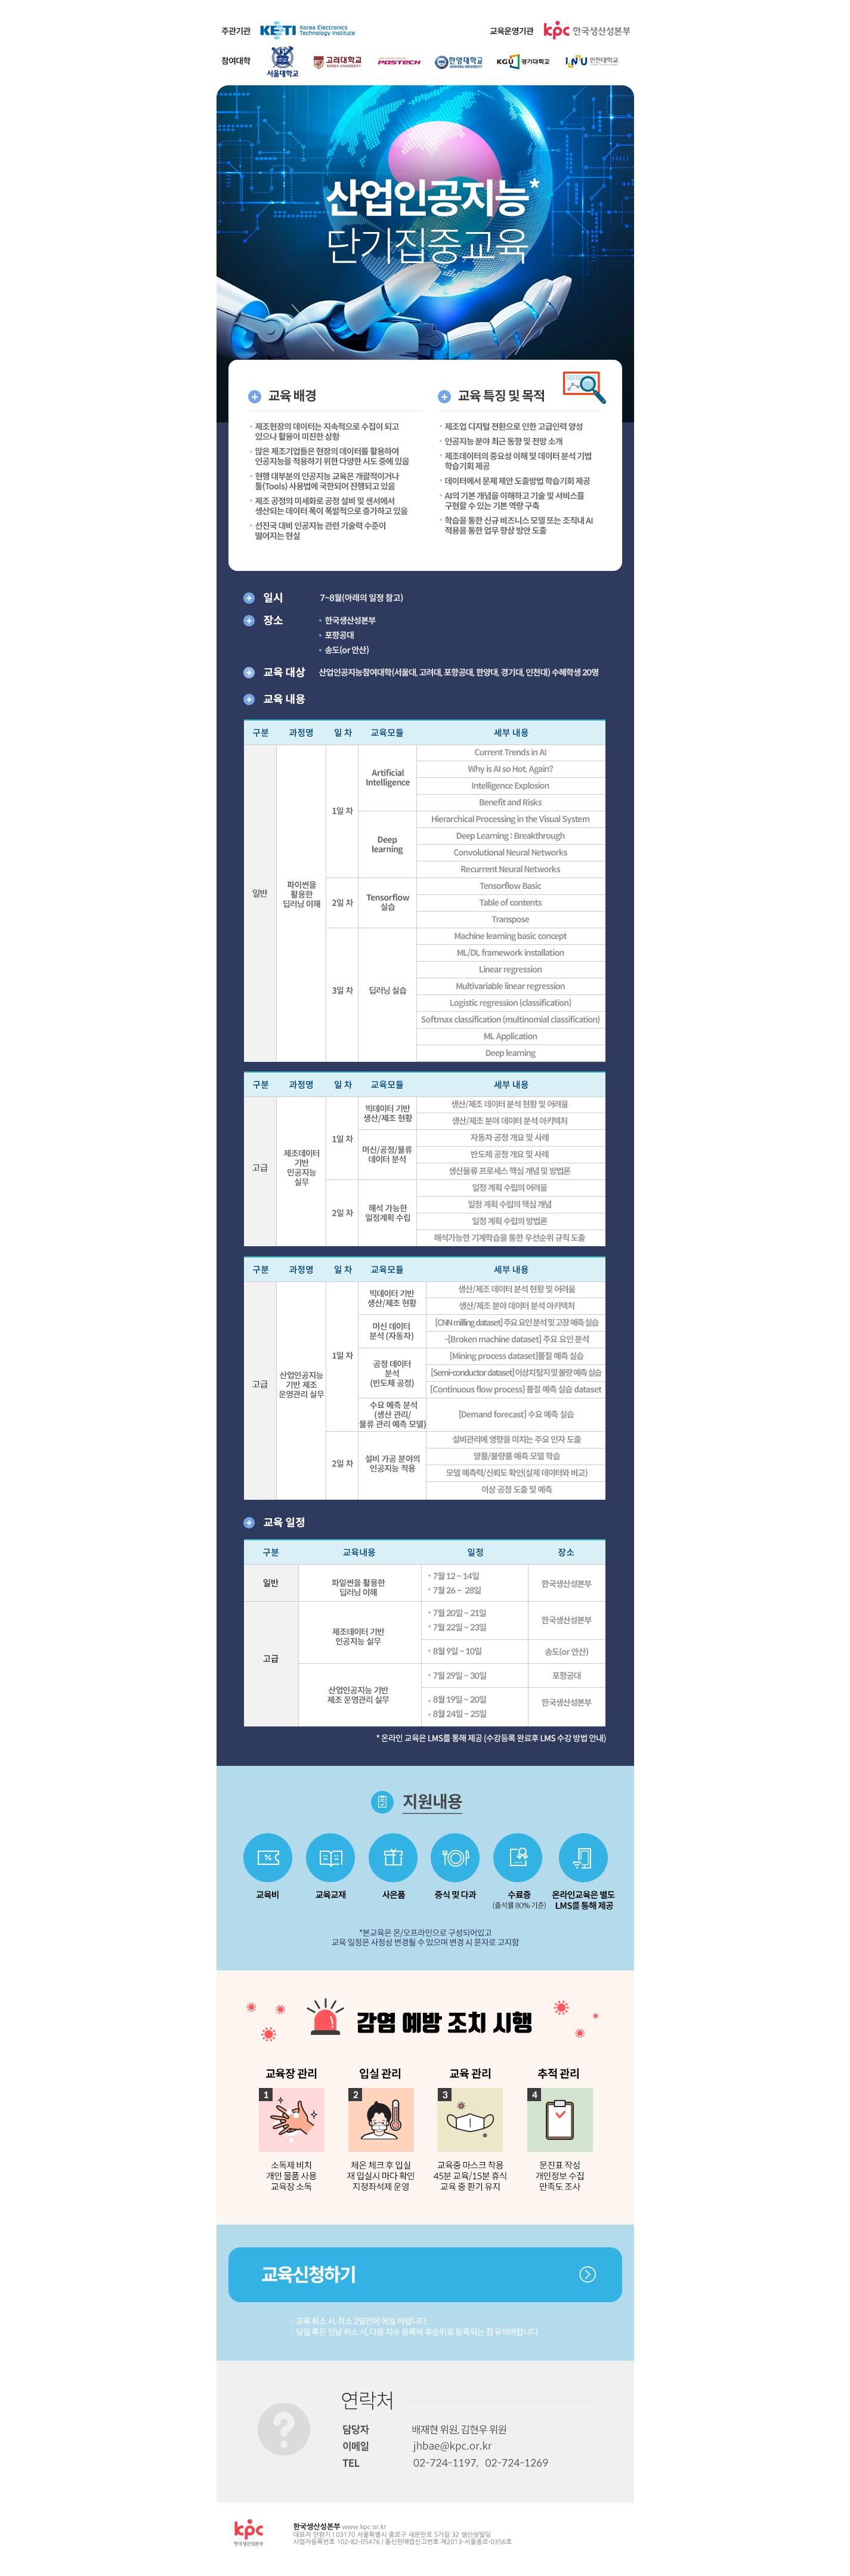 주관기관
KETI Korea Electronics
Technology Institute
교육운영기관
kpc 한국생산성본부
참여대학
서울대학교
고려대학교
KOREA UNIVERSITY
POSTECH
한양대학교
HANYANG UNIVERSITY
KGU 경기대학교
INU 인천대학교
산업인공지능*
단기집중교육
교육 배경
제조현장의 데이터는 지속적으로 수집이 되고
있으나 활용이 미진한 상황
많은 제조기업들은 현장의 데이터를 활용하여
인공지능을 적용하기 위한 다양한 시도 중에 있음
현행 대부분의 인공지능 교육은 개괄적이거나
툴(Tools) 사용법에 국한되어 진행되고 있음
제조 공정의 미세화로 공정 설비 및 센서에서
생산되는 데이터 폭이 폭발적으로 증가하고 있음
선진국 대비 인공지능 관련 기술력 수준이
떨어지는 현실
교육 특징 및 목적
제조업 디지털 전환으로 인한 고급인력 양성
인공지능 분야 최근 동향 및 전망 소개
제조데이터의 중요성 이해 및 데이터 분석 기법
학습기회 제공
데이터에서 문제 제안 도출방법 학습기회 제공
AI의 기본 개념을 이해하고 기술 및 서비스를
구현할 수 있는 기본 역량 구축
학습을 통한 신규 비즈니스 모델 또는 조직내 AI
적용을 통한 업무 향상 방안 도출
일시 7~8월(아래의 일정 참고)
장소
한국생산성본부
포항공대
송도(or 안산)
교육 대상 산업인공지능참여대학(서울대, 고려대, 포항공대, 한양대, 경기대, 인천대) 수혜학생 20명
교육 내용
구분 과정명 일 차 교육모듈 세부 내용
일반
파이썬을
활용한
딥러닝 이해
1일 차
Artificial
Intelligence
Current Trends in AI
Why is AI so Hot, Again?
Intelligence Explosion
Benefit and Risks
Deep
learning
Hierarchical Processing in the Visual System
Deep Learning : Breakthrough
Convolutional Neural Networks
Recurrent Neural Networks
2일 차
Tensorflow
실습
Tensorflow Basic
Table of contents
Transpose
3일 차
딥러닝 실습
Machine learning basic concept
ML/DL framework installation
Linear regression
Multivariable linear regression
Logistic regression (classification)
Softmax classification (multinomial classification)
ML Application
Deep learning
구분 과정명 일 차 교육모듈 세부 내용
고급
제조데이터
기반
인공지능
실무
1일 차
빅데이터 기반
생산/제조 현황
생산/제조 데이터 분석 현황 및 어려움
생산/제조 분야 데이터 분석 아키텍처
머신/공정/물류
데이터 분석
자동차 공정 개요 및 사례
반도체 공정 개요 및 사례
생산물류 프로세스 핵심 개념 및 방법론
2일 차
해석 가능한
일정계획 수립
일정 계획 수립의 어려움
일정 계획 수립의 핵심 개념
일정 계획 수립의 방법론
해석가능한 기계학습을 통한 우선순위 규칙 도출
구분 과정명 일 차 교육모듈 세부 내용
고급
산업인공지능
기반 제조
운영관리 실무
1일 차
빅데이터 기반
생산/제조 현황
생산/제조 데이터 분석 현황 및 어려움
생산/제조 분야 데이터 분석 아키텍처
머신 데이터
분석 (자동차)
[CNN milling dataset] 주요 요인 분석 및 고장 예측 실습
-[Broken machine dataset] 주요 요인 분석
공정 데이터
분석
(반도체 공정)
[Mining process dataset]품질 예측 실습
[Semi-conductor dataset] 이상치 탐지 및 불량 예측 실습
[Continuous flow process] 품질 예측 실습 dataset
수요 예측 분석
(생산 관리/
물류 관리 예측 모델)
[Demand forecast] 수요 예측 실습
2일 차
설비 가공 분야의
인공지능 적용
설비관리에 영향을 미치는 주요 인자 도출
양품/불량품 예측 모델 학습
모델 예측력/신뢰도 확인(실제 데이터와 비교)
이상 공정 도출 및 예측
교육 일정
구분 교육내용 일정 장소
일반
파일썬을 활용한
딥러닝 이해
7월 12 ~ 14일
7월 26 ~ 28일
한국생산성본부
고급
제조데이터 기반
인공지능 실무
7월 20일 ~ 21일
7월 22일 ~ 23일
한국생산성본부
8월 9일 ~ 10일
송도(or 안산)
산업인공지능 기반
제조 운영관리 실무
7월 29일 ~ 30일
포항공대
8월 19일 ~ 20일
8월 24일 ~ 25일
한국생산성본부
* 온라인 교육은 LMS를 통해 제공 (수강등록 완료후 LMS 수강 방법 안내)
지원내용
교육비
교육교재
사은품
중식 및 다과
수료증
(출석률 80% 기준)
온라인교육은 별도
LMS를 통해 제공
*본교육은 온/오프라인으로 구성되어있고
교육 일정은 사정상 변경될 수 있으며 변경 시 문자로 고지함
감염 예방 조치 시행
교육장 관리
1
소독제 비치
개인 물품 사용
교육장 소독
입실 관리
2
체온 체크 후 입실
재 입실시 마다 확인
지정좌석제 운영
교육 관리
3
교육중 마스크 착용
45분 교육/15분 휴식
교육 중 환기 유지
추적 관리
4
문진표 작성
개인정보 수집
만족도 조사
교육신청하기
· 교육 취소 시, 최소 2일전에 메일 바랍니다.
· 당일 혹은 전날 취소 시, 다음 차수 등록에 후순위로 등록되는 점 유의바랍니다.
연락처
담당자 배재현 위원, 김현우 위원
이메일 jhbae@kpc.or.kr
TEL 02-724-1197, 02-724-1269
kpc
한국생산성본부
한국생산성본부 www.kpc.or.kr
대표자 안완기 | 03170 서울특별시 종로구 새문안로 5가길 32 생산성빌딩
사업자등록번호 102-82-05476 | 통신판매업신고번호 제2013-서울종로-0356호